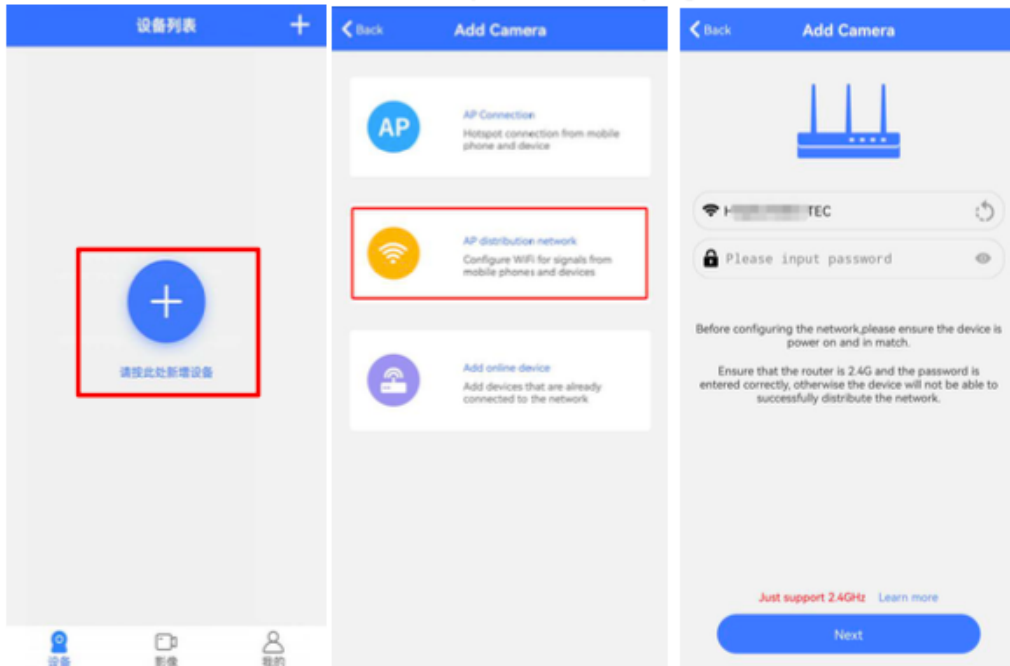 设备列表
请按此处新增设备
设备
影像
我的
Back
Add Camera
AP
AP Connection
Hotspot connection from mobile
phone and device
AP distribution network
Configure WiFi for signals from
mobile phones and devices
Add online device
Add devices that are already
connected to the network
Back
Add Camera
TEC
Please input password
Before configuring the network,please ensure the device is
power on and in match.
Ensure that the router is 2.4G and the password is
entered correctly, otherwise the device will not be able to
successfully distribute the network.
Just support 2.4GHz Learn more
Next